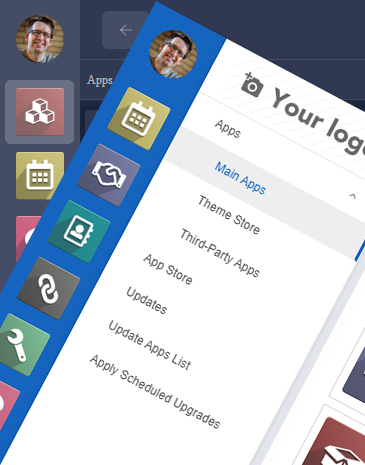 Apps
Your logo
Apps
Main Apps
Theme Store
Third-Party Apps
App Store
Updates
Update Apps List
Apply Scheduled Upgrades